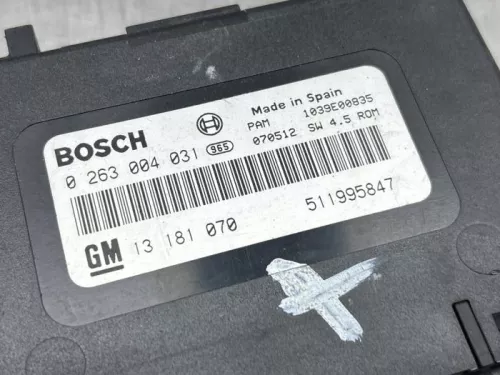 BOSCH
Made in Spain
PAM 1039E00835
0 263 004 031 965 070512 SW 4.5 ROM
GM 13 181 070 511995847